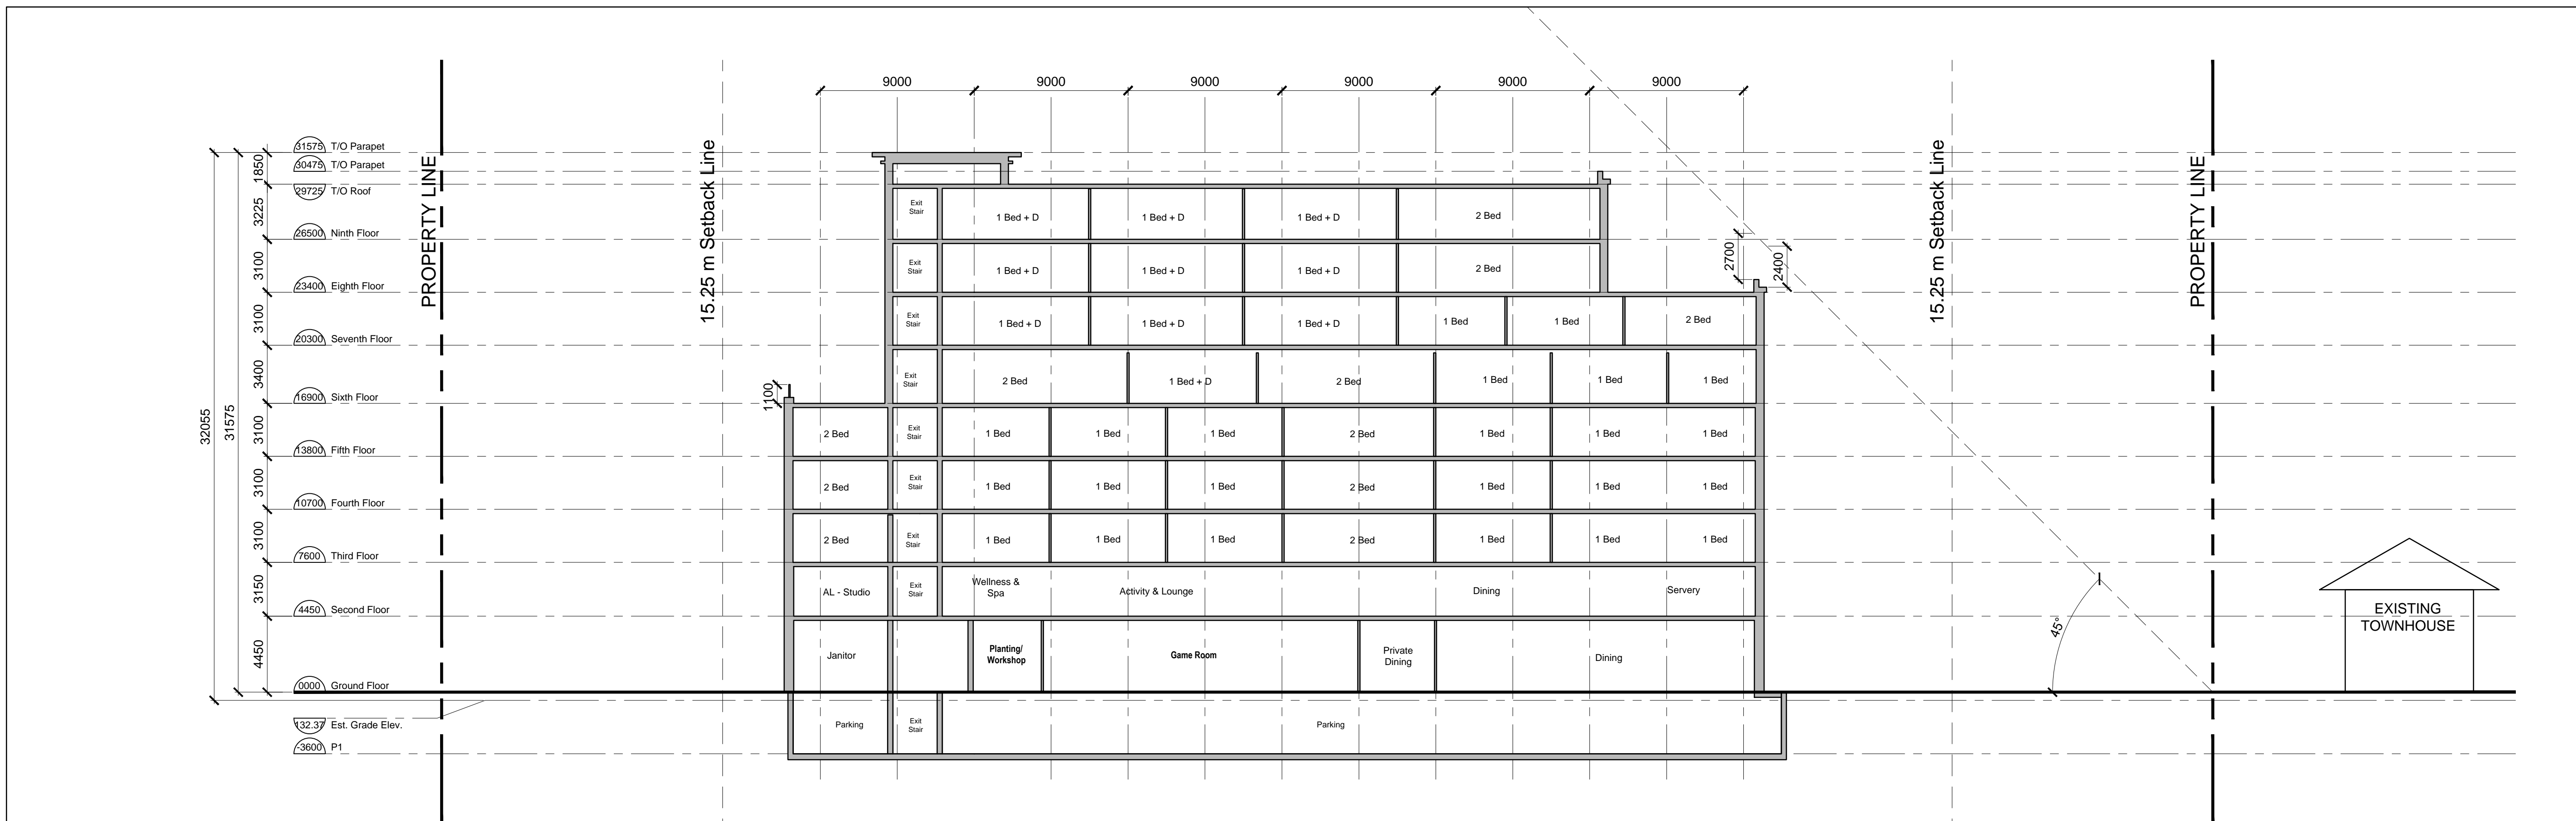 9000 9000 9000 9000 9000 9000
31575 T/O Parapet
30475 T/O Parapet
29725 T/O Roof
26500 Ninth Floor
23400 Eighth Floor
20300 Seventh Floor
16900 Sixth Floor
13800 Fifth Floor
10700 Fourth Floor
7600 Third Floor
4450 Second Floor
0000 Ground Floor
132.37 Est. Grade Elev.
-3600 P1
32055
31575
1850
3225
3100
3100
3400
3100
3100
3100
3150
4450
PROPERTY LINE
15.25 m Setback Line
1100
Exit
Stair
1 Bed + D 1 Bed + D 1 Bed + D 2 Bed
Exit
Stair
1 Bed + D 1 Bed + D 1 Bed + D 2 Bed
Exit
Stair
1 Bed + D 1 Bed + D 1 Bed + D 1 Bed 1 Bed 2 Bed
Exit
Stair
2 Bed 1 Bed + D 2 Bed 1 Bed 1 Bed 1 Bed
2 Bed
Exit
Stair
1 Bed 1 Bed 1 Bed 2 Bed 1 Bed 1 Bed 1 Bed
2 Bed
Exit
Stair
1 Bed 1 Bed 1 Bed 2 Bed 1 Bed 1 Bed 1 Bed
2 Bed
Exit
Stair
1 Bed 1 Bed 1 Bed 2 Bed 1 Bed 1 Bed 1 Bed
AL - Studio
Exit
Stair
Wellness &
Spa
Activity & Lounge
Dining
Servery
Janitor
Planting/
Workshop
Game Room
Private
Dining
Dining
Parking
Exit
Stair
Parking
2700
2400
15.25 m Setback Line
PROPERTY LINE
45°
EXISTING
TOWNHOUSE